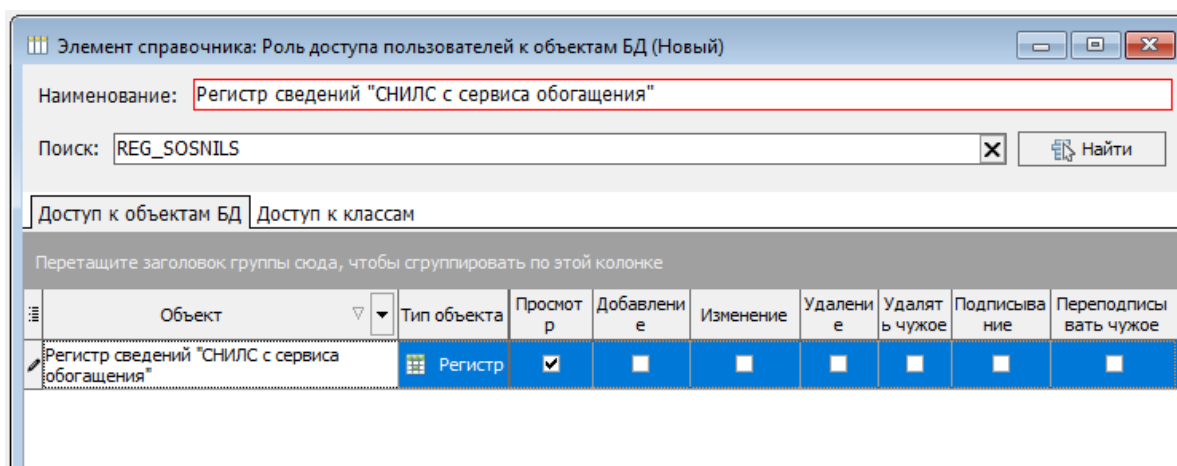 Элемент справочника: Роль доступа пользователей к объектам БД (Новый)
Наименование: Регистр сведений "СНИЛС с сервиса обогащения"
Поиск: REG_SOSNILS Найти
Доступ к объектам БД Доступ к классам
Перетащите заголовок группы сюда, чтобы сгруппировать по этой колонке
Объект Тип объекта Просмот Добавлени Изменение Удалени Удалят Подписыва Переподписы
р е е ь чужое ние вать чужое
Регистр сведений "СНИЛС с сервиса Регистр
обогащения"